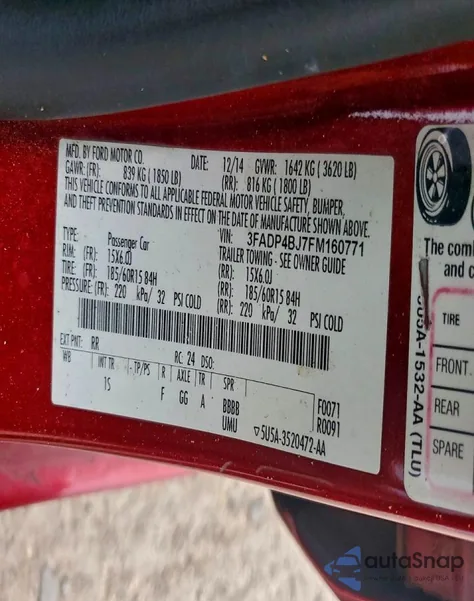 MFD. BY FORD MOTOR CO.
DATE: 12/14 GVWR: 1642 KG ( 3620 LB)
GAWR: (FR): 839 KG ( 1850 LB) (RR): 816 KG ( 1800 LB)
THIS VEHICLE CONFORMS TO ALL APPLICABLE FEDERAL MOTOR VEHICLE SAFETY, BUMPER,
AND THEFT PREVENTION STANDARDS IN EFFECT ON THE DATE OF MANUFACTURE SHOWN ABOVE.
VIN: 3FADP4BJ7FM160771
TYPE: Passenger Car TRAILER TOWING - SEE OWNER GUIDE
RIM: (FR): 15X6.0J (RR): 15X6.0J
TIRE: (FR): 185/60R15 84H (RR): 185/60R15 84H
PRESSURE: (FR): 220 kPa/ 32 PSI COLD (RR): 220 kPa/ 32 PSI COLD
EXT PNT: RR RC: 24 DSO:
WB INT TR TP/PS R AXLE TR SPR
1S F GG A BBBB
UMU
F0071
R0091
▽5U5A-3520472-AA
The com
and c
TIRE
FRONT
REAR
SPARE
5U5A-1532-AA (TLU)
autoSnap